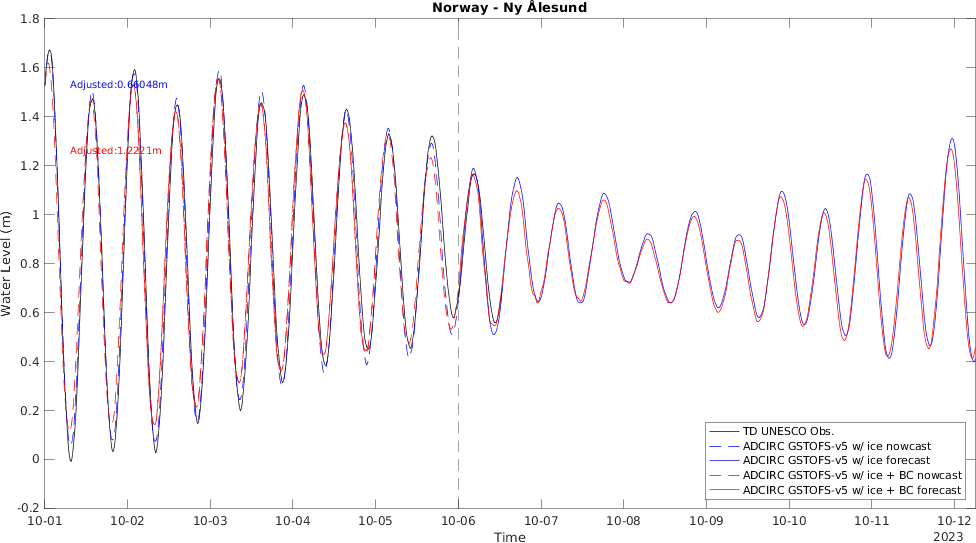 Norway - Ny Ålesund
1.8
1.6
1.4
1.2
1
0.8
0.6
0.4
0.2
0
-0.2
Water Level (m)
Adjusted:0.66048m
Adjusted:1.2221m
TD UNESCO Obs.
ADCIRC GSTOFS-v5 w/ ice nowcast
ADCIRC GSTOFS-v5 w/ ice forecast
ADCIRC GSTOFS-v5 w/ ice + BC nowcast
ADCIRC GSTOFS-v5 w/ ice + BC forecast
10-01 10-02 10-03 10-04 10-05 10-06 10-07 10-08 10-09 10-10 10-11 10-12
Time
2023